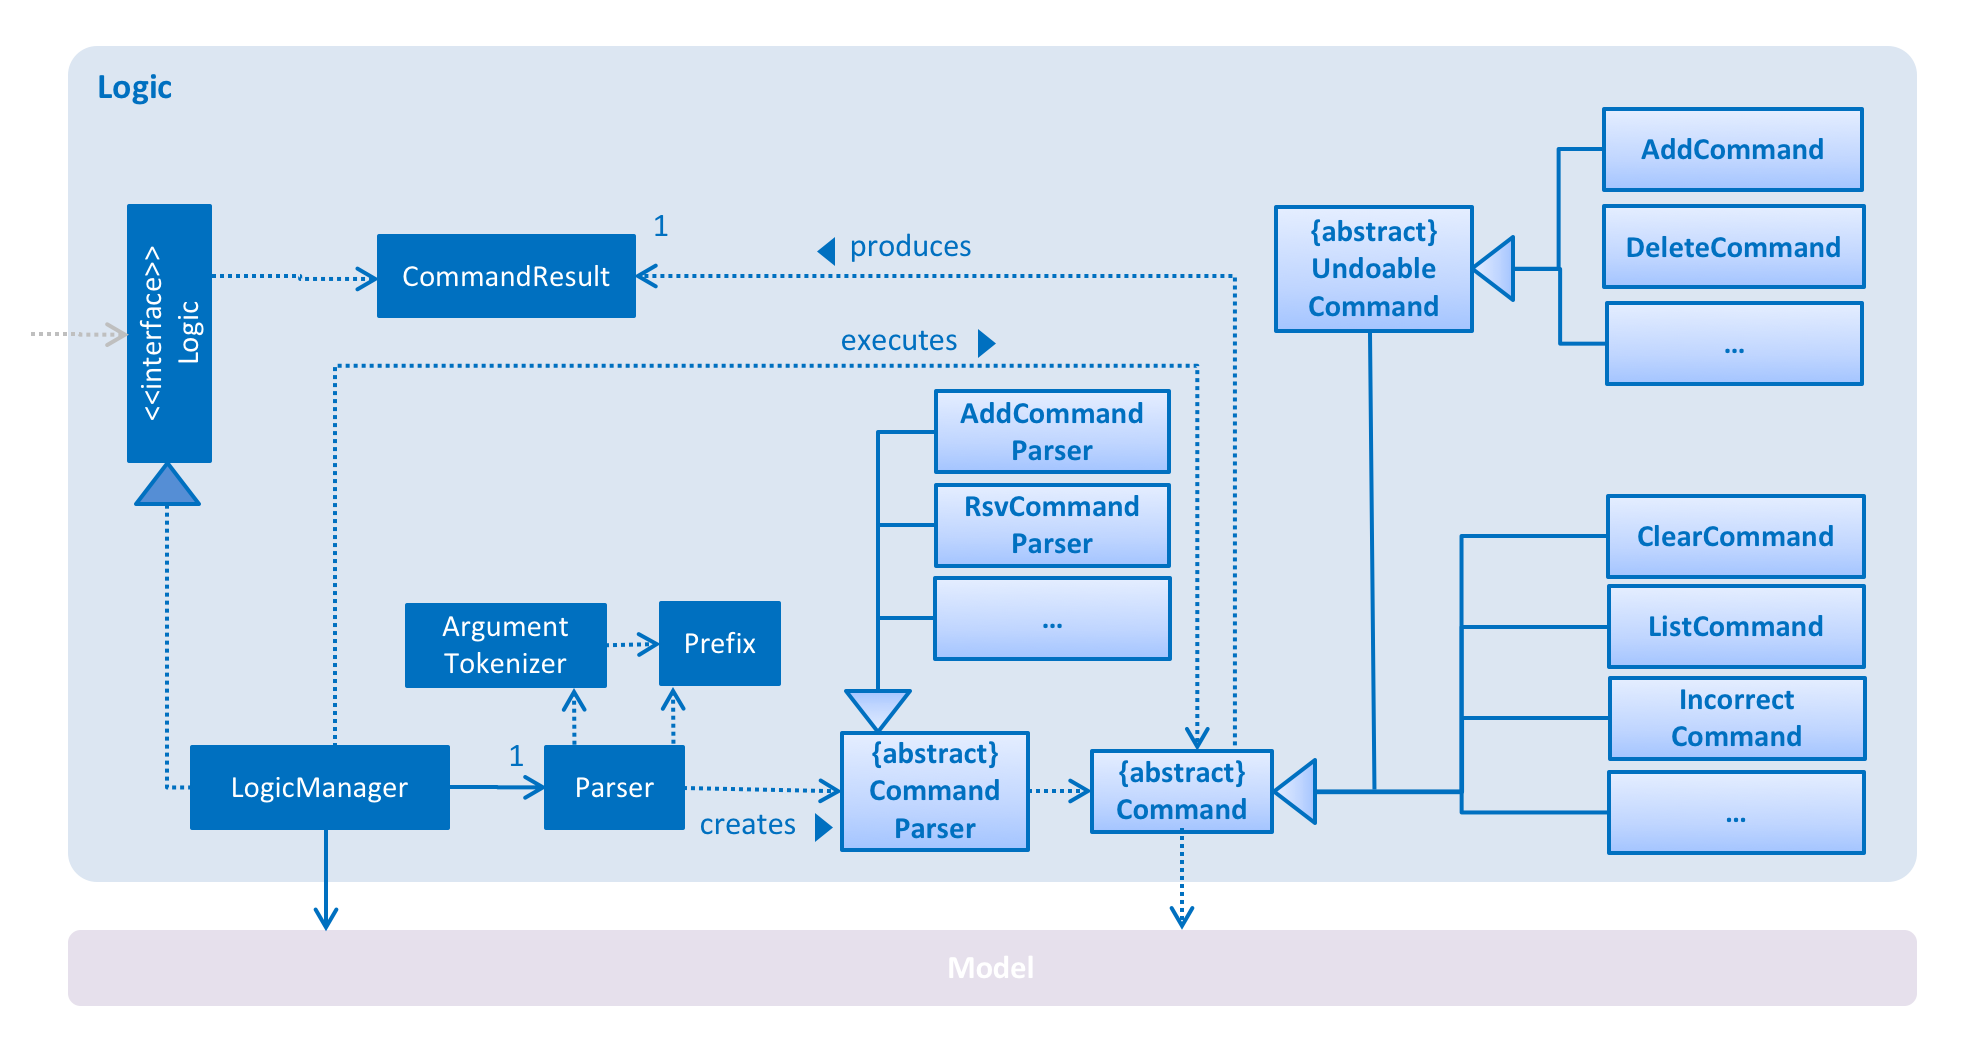 Logic
<<interface>>
Logic
CommandResult
1
produces
executes
{abstract}
Undoable
Command
AddCommand
DeleteCommand
...
AddCommand
Parser
RsvCommand
Parser
...
Argument
Tokenizer
Prefix
LogicManager
1
Parser
creates
{abstract}
Command
Parser
{abstract}
Command
ClearCommand
ListCommand
Incorrect
Command
...
Model